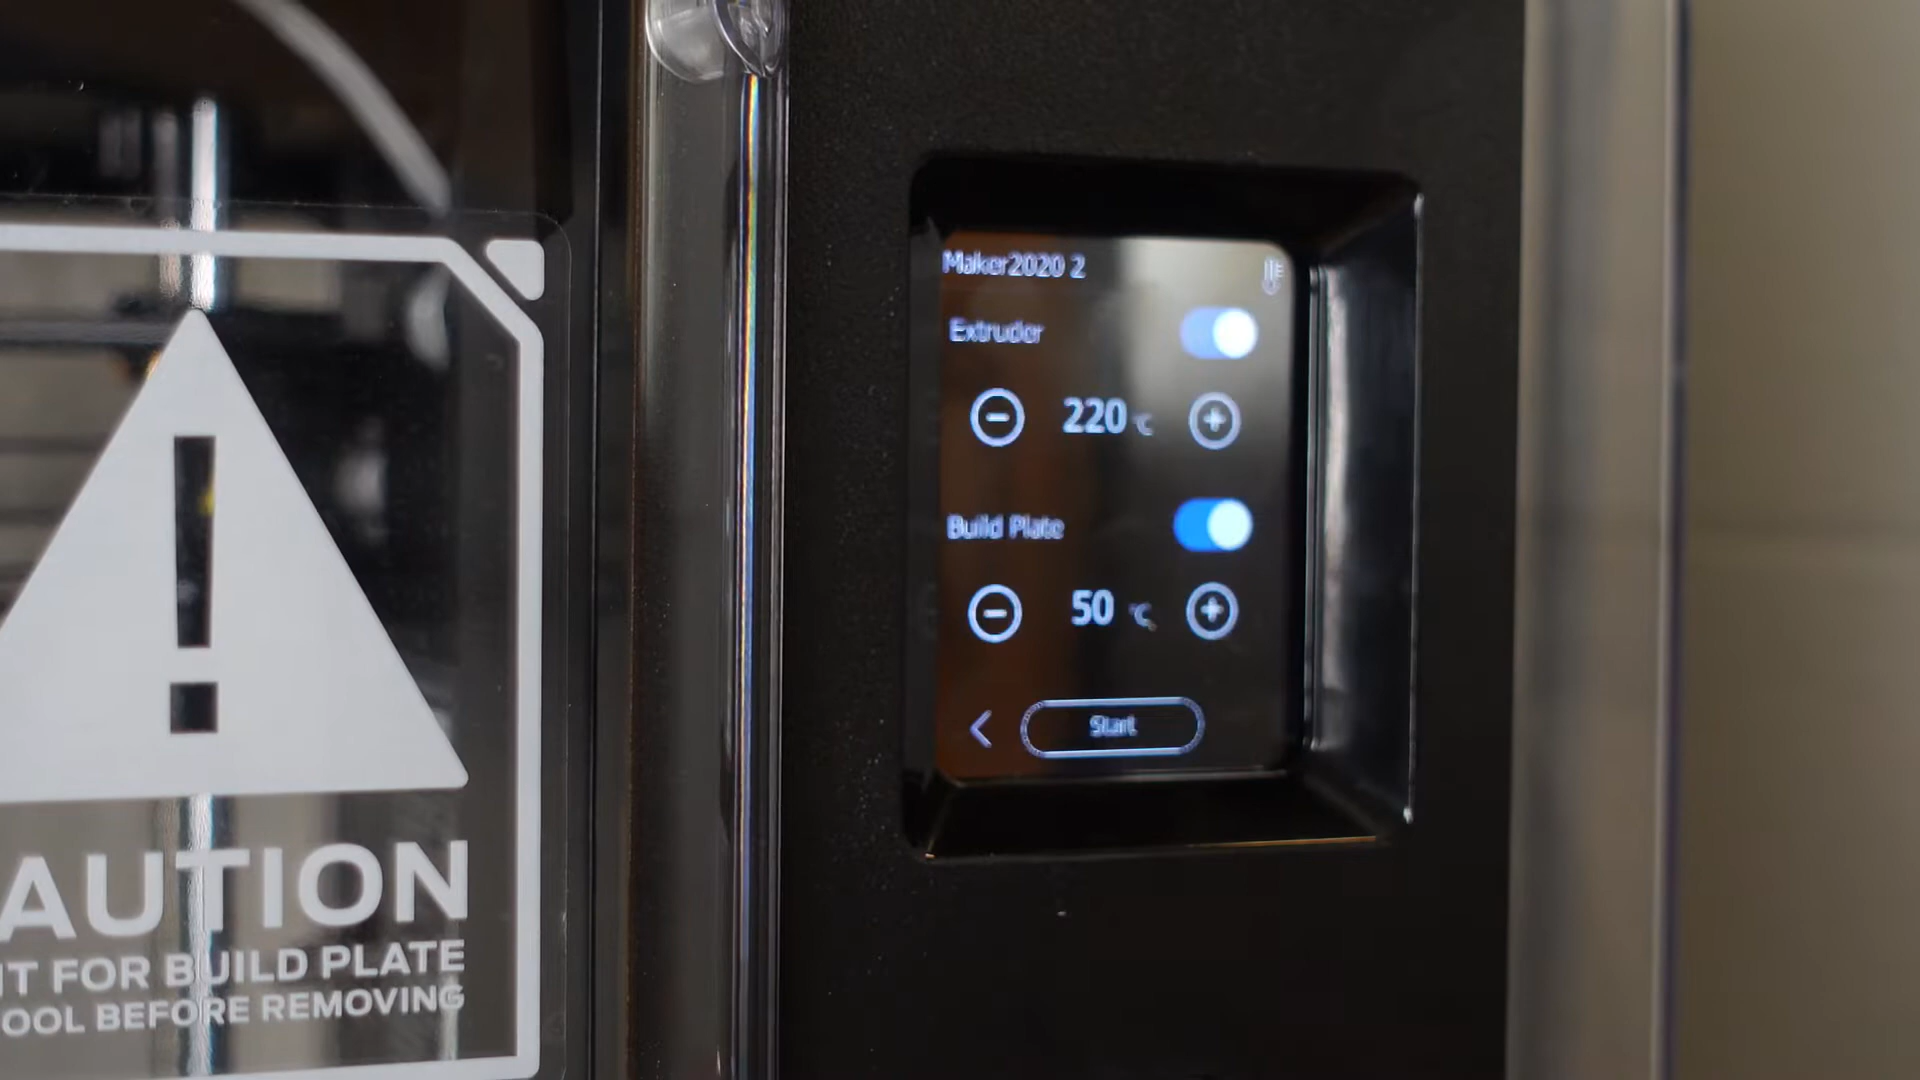 AUTION
IT FOR BUILD PLATE
OOL BEFORE REMOVING
Maker2020 2
Extruder
220 °C
Build Plate
50 °C
Start